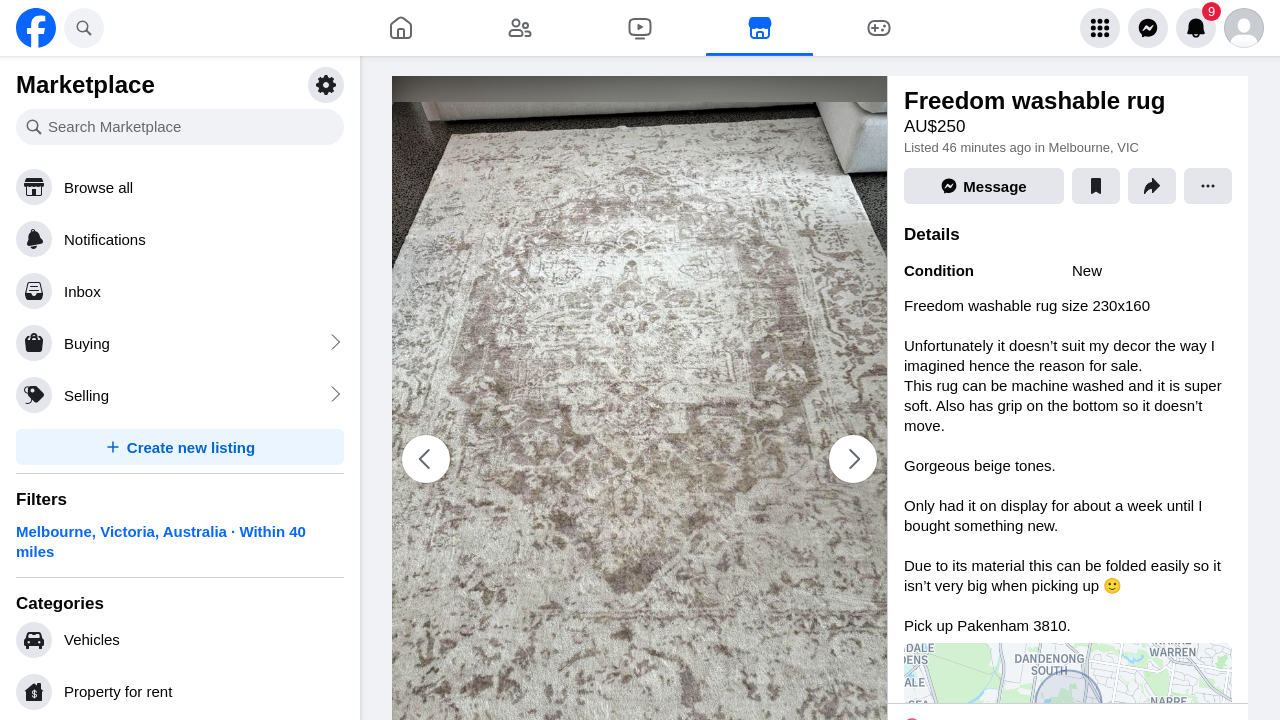 9
Marketplace
Search Marketplace
Browse all
Notifications
Inbox
Buying
Selling
Create new listing
Filters
Melbourne, Victoria, Australia · Within 40
miles
Categories
Vehicles
Property for rent
Freedom washable rug
AU$250
Listed 46 minutes ago in Melbourne, VIC
Message
Details
Condition New
Freedom washable rug size 230x160
Unfortunately it doesn’t suit my decor the way I
imagined hence the reason for sale.
This rug can be machine washed and it is super
soft. Also has grip on the bottom so it doesn’t
move.
Gorgeous beige tones.
Only had it on display for about a week until I
bought something new.
Due to its material this can be folded easily so it
isn’t very big when picking up 🙂
Pick up Pakenham 3810.
WARREN
DANDENONG
SOUTH
NARRE